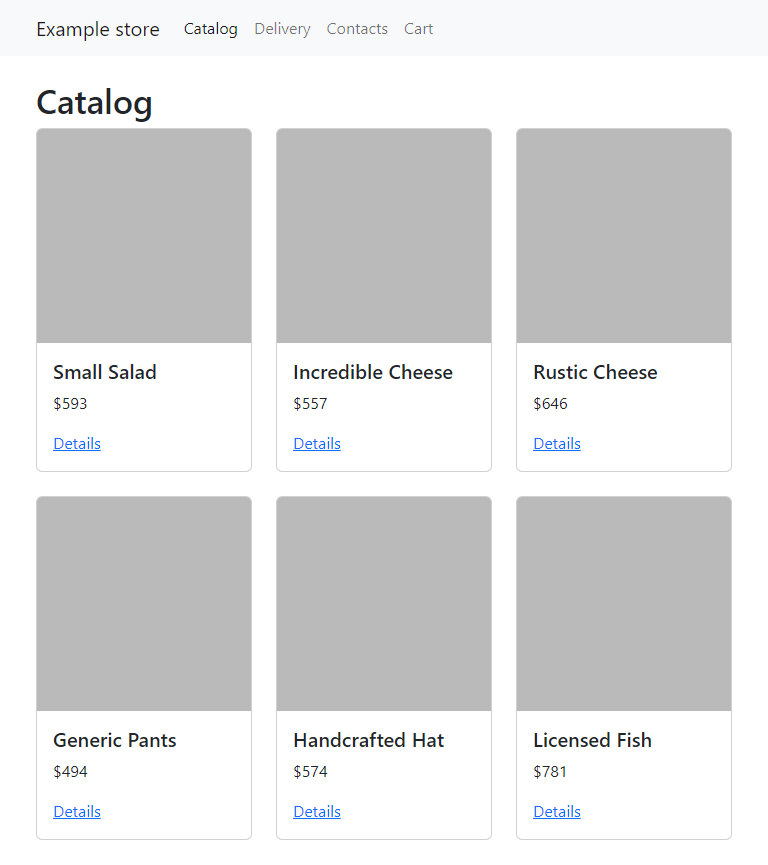 Example store Catalog Delivery Contacts Cart
Catalog
Small Salad
$593
Details
Incredible Cheese
$557
Details
Rustic Cheese
$646
Details
Generic Pants
$494
Details
Handcrafted Hat
$574
Details
Licensed Fish
$781
Details